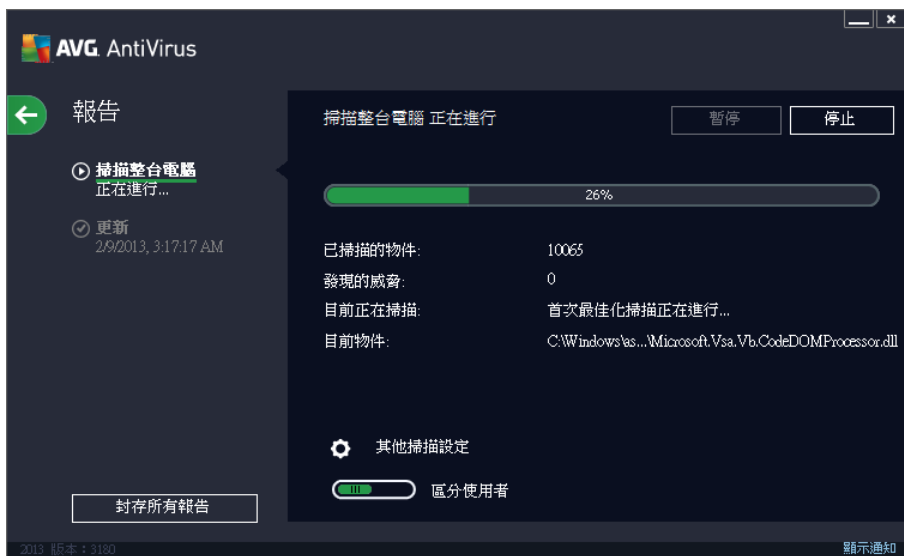 AVG AntiVirus
報告
掃描整台電腦
正在進行...
更新
2/9/2013, 3:17:17 AM
封存所有報告
掃描整台電腦 正在進行
暫停
停止
26%
已掃描的物件: 10065
發現的威脅: 0
目前正在掃描: 首次最佳化掃描正在進行...
目前物件: C:\Windows\as...\Microsoft.Vsa.Vb.CodeDOMProcessor.dll
其他掃描設定
區分使用者
2013 版本：3180
顯示通知